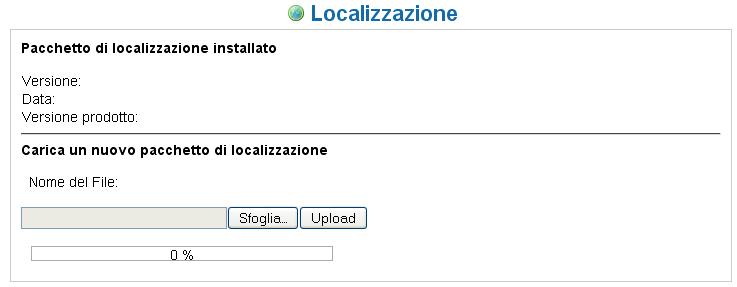 Localizzazione
Pacchetto di localizzazione installato
Versione:
Data:
Versione prodotto:
Carica un nuovo pacchetto di localizzazione
Nome del File:
Sfoglia... Upload
0 %